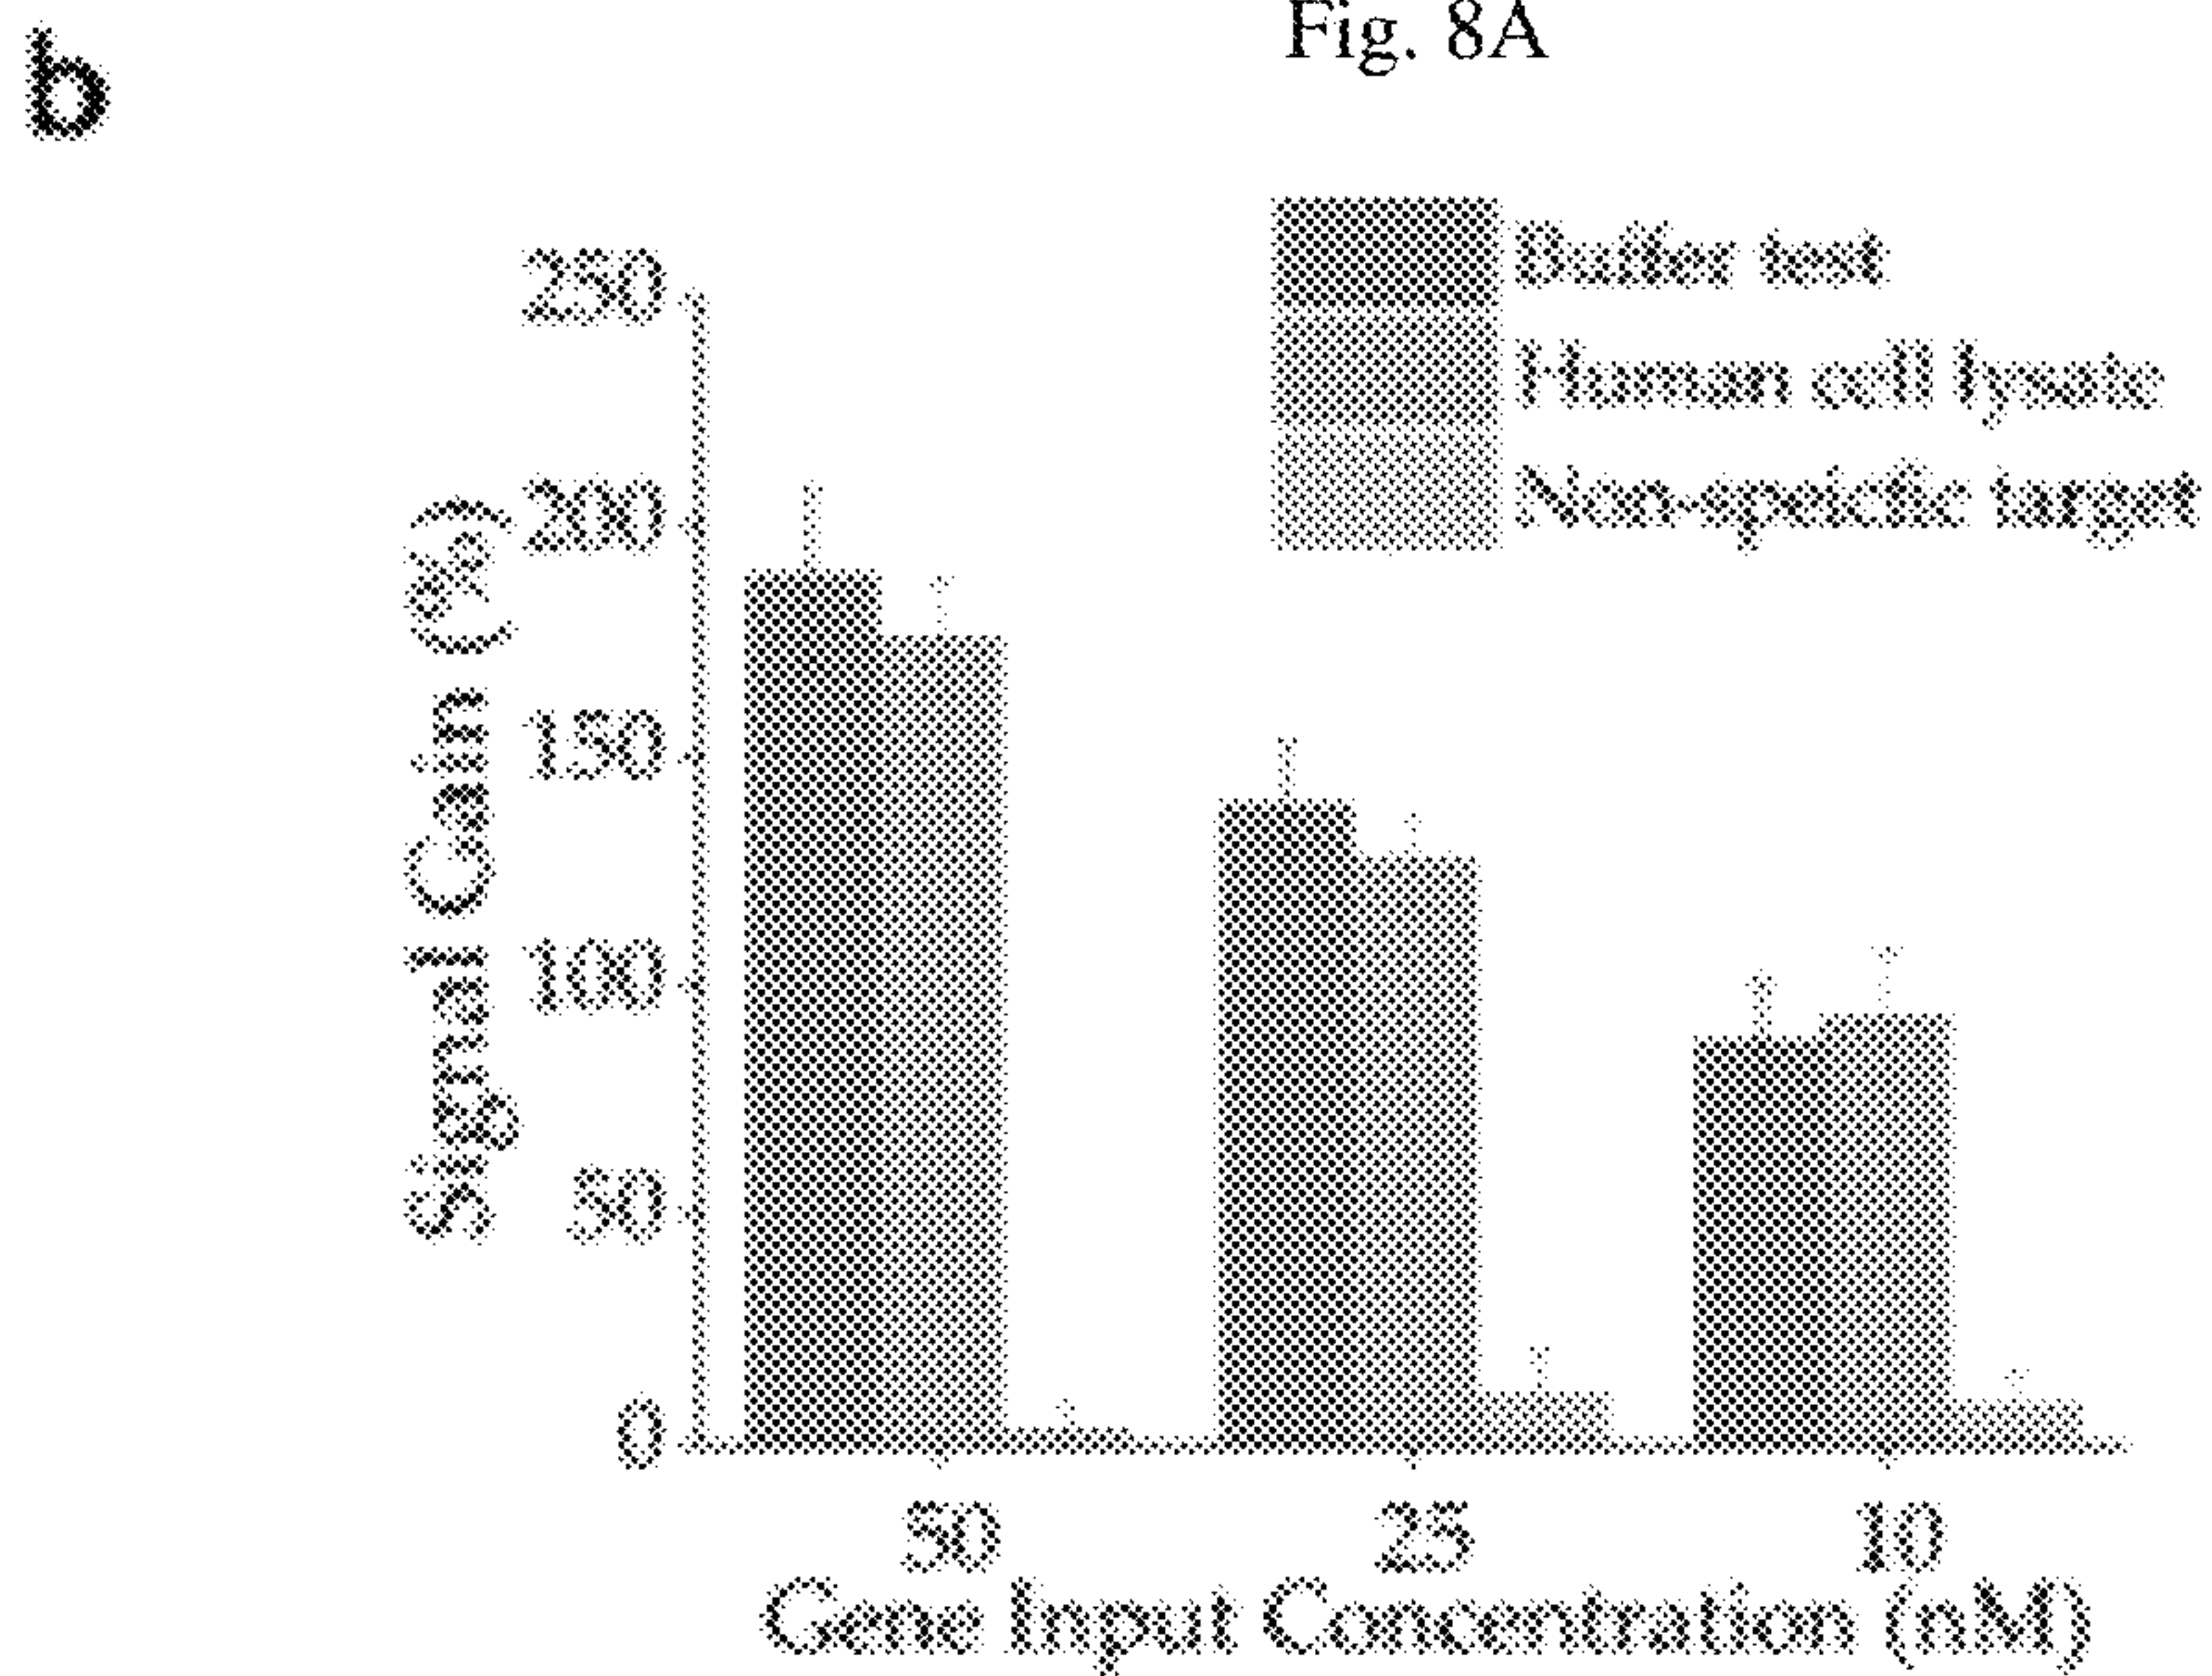 Fig. 8A
b
Buffer test
Human cell lysate
Non-speictic target
250
200
150
100
50
0
Signal Gain (%)
50 25 10
Gene Input Concentration (nM)